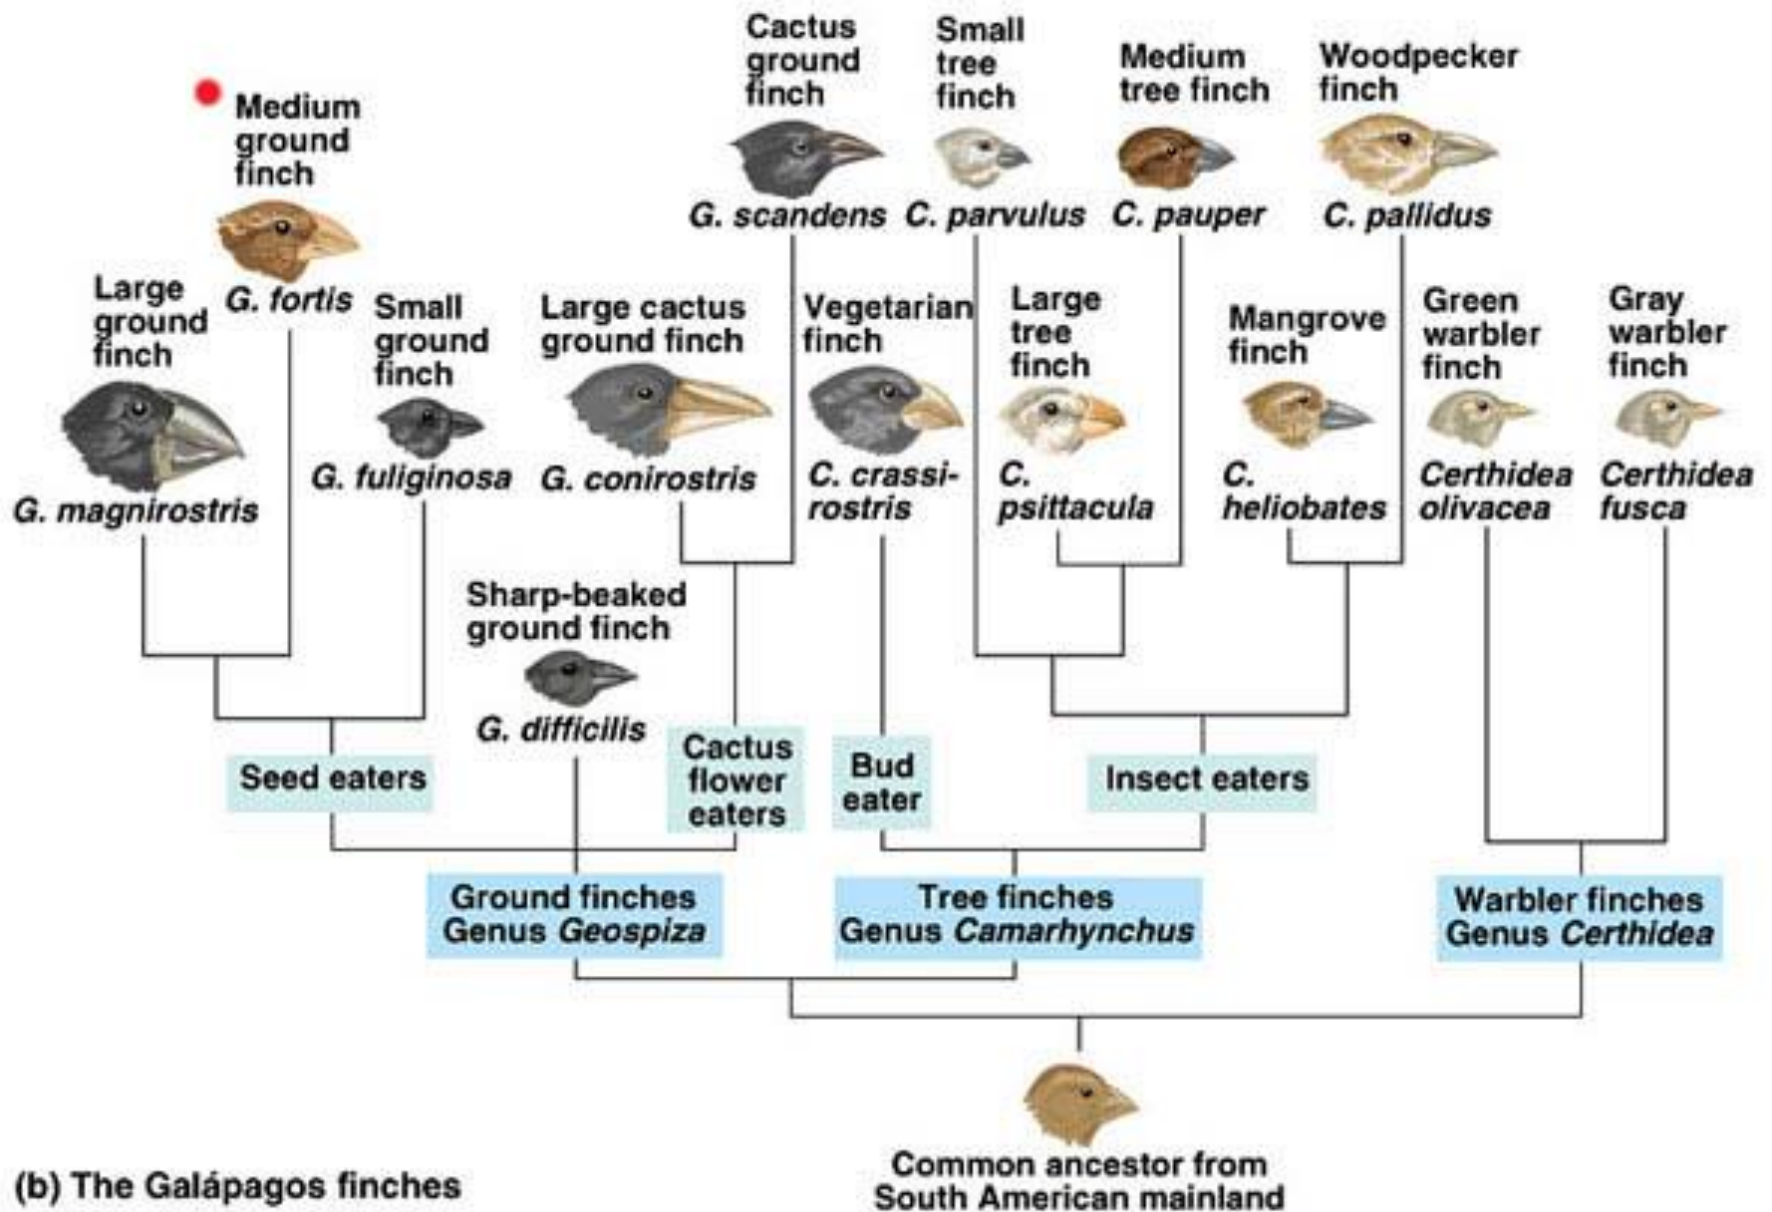 Cactus
ground
finch
Small
tree
finch
Medium
tree finch
Woodpecker
finch
Medium
ground
finch
G. scandens
C. parvulus
C. pauper
C. pallidus
Large
ground
finch
G. fortis
Small
ground
finch
Large cactus
ground finch
Vegetarian
finch
Large
tree
finch
Mangrove
finch
Green
warbler
finch
Gray
warbler
finch
G. magnirostris
G. fuliginosa
G. conirostris
C. crassi-
rostris
C.
psittacula
C.
heliobates
Certhidea
olivacea
Certhidea
fusca
Sharp-beaked
ground finch
G. difficilis
Seed eaters
Cactus
flower
eaters
Bud
eater
Insect eaters
Ground finches
Genus Geospiza
Tree finches
Genus Camarhynchus
Warbler finches
Genus Certhidea
Common ancestor from
South American mainland
(b) The Galápagos finches